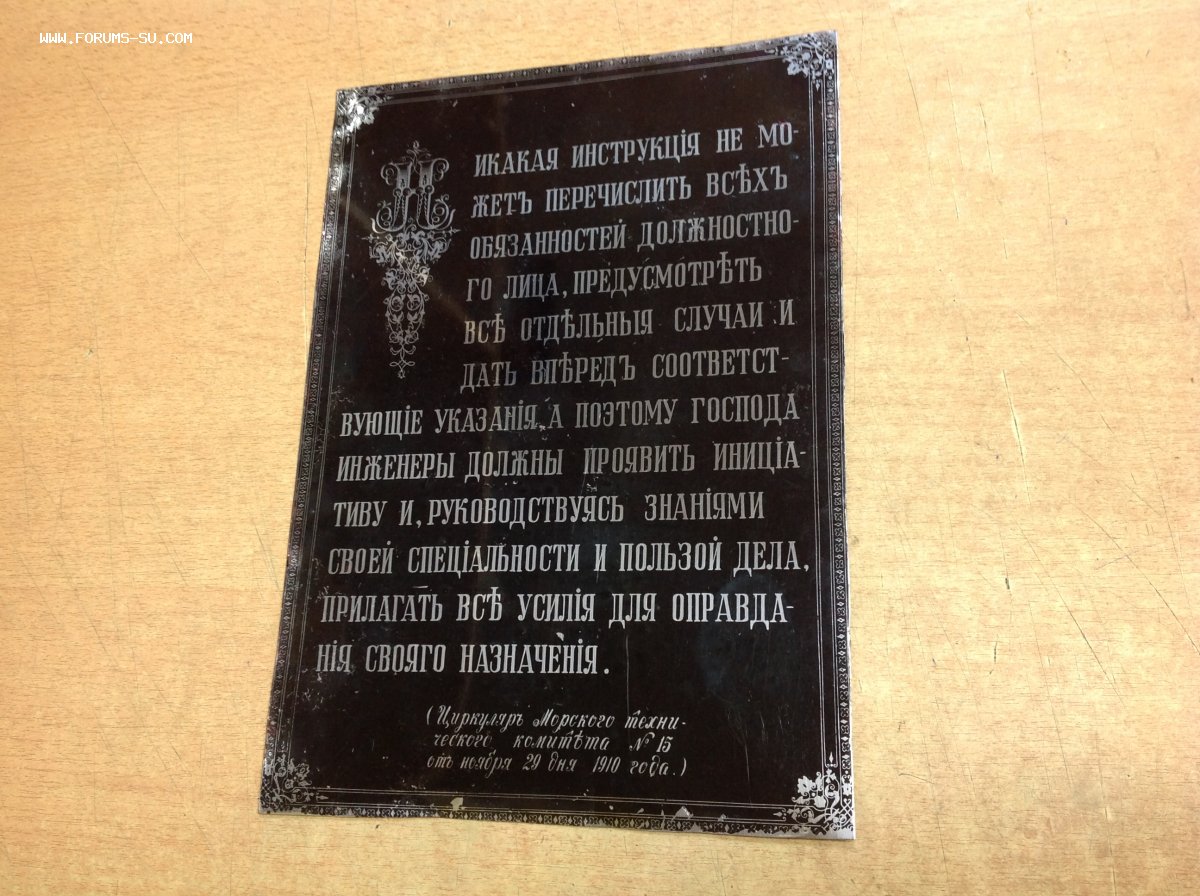 WWW.FORUMS-SU.COM
НИКАКАЯ ИНСТРУКЦІЯ НЕ МО-
ЖЕТЪ ПЕРЕЧИСЛИТЬ ВСѢХЪ
ОБЯЗАННОСТЕЙ ДОЛЖНОСТНО-
ГО ЛИЦА, ПРЕДУСМОТРѢТЬ
ВСѢ ОТДѢЛЬНЫЯ СЛУЧАИ И
ДАТЬ ВПѢРЕДЪ СООТВЕТСТ-
ВУЮЩІЕ УКАЗАНІЯ, А ПОЭТОМУ ГОСПОДА
ИНЖЕНЕРЫ ДОЛЖНЫ ПРОЯВИТЬ ИНИЦІА-
ТИВУ И, РУКОВОДСТВУЯСЬ ЗНАНІЯМИ
СВОЕЙ СПЕЦІАЛЬНОСТИ И ПОЛЬЗОЙ ДЕЛА,
ПРИЛАГАТЬ ВСѢ УСИЛІЯ ДЛЯ ОПРАВДА-
НІЯ СВОЯГО НАЗНАЧЕНІЯ.
(Циркуляръ Морского техни-
ческого комитѣта № 15
отъ ноября 29 дня 1910 года.)